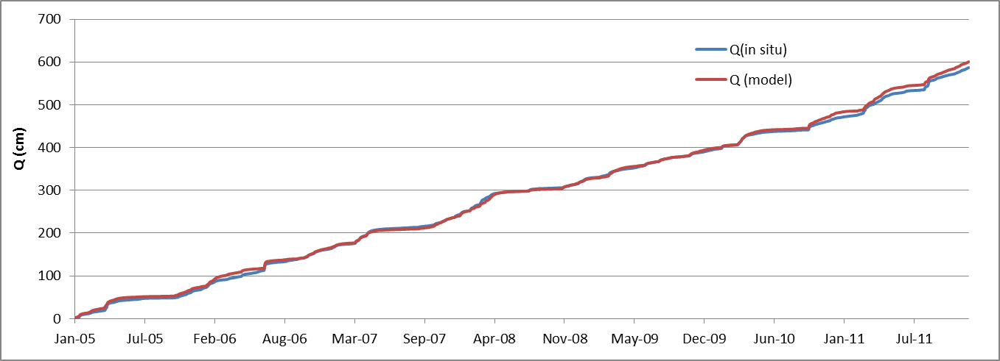 700
600
500
400
300
200
100
0
Q (cm)
Q(in situ)
Q (model)
Jan-05 Jul-05 Feb-06 Aug-06 Mar-07 Sep-07 Apr-08 Nov-08 May-09 Dec-09 Jun-10 Jan-11 Jul-11